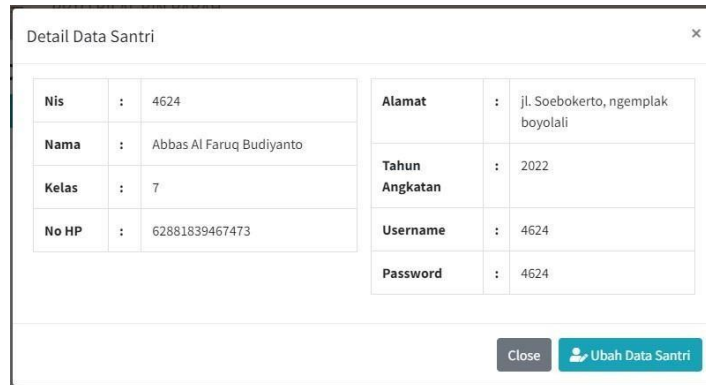 Detail Data Santri ×
Nis : 4624
Nama : Abbas Al Faruq Budiyanto
Kelas : 7
No HP : 62881839467473
Alamat : jl. Soebokerto, ngemplak
boyolali
Tahun
Angkatan : 2022
Username : 4624
Password : 4624
Close
Ubah Data Santri